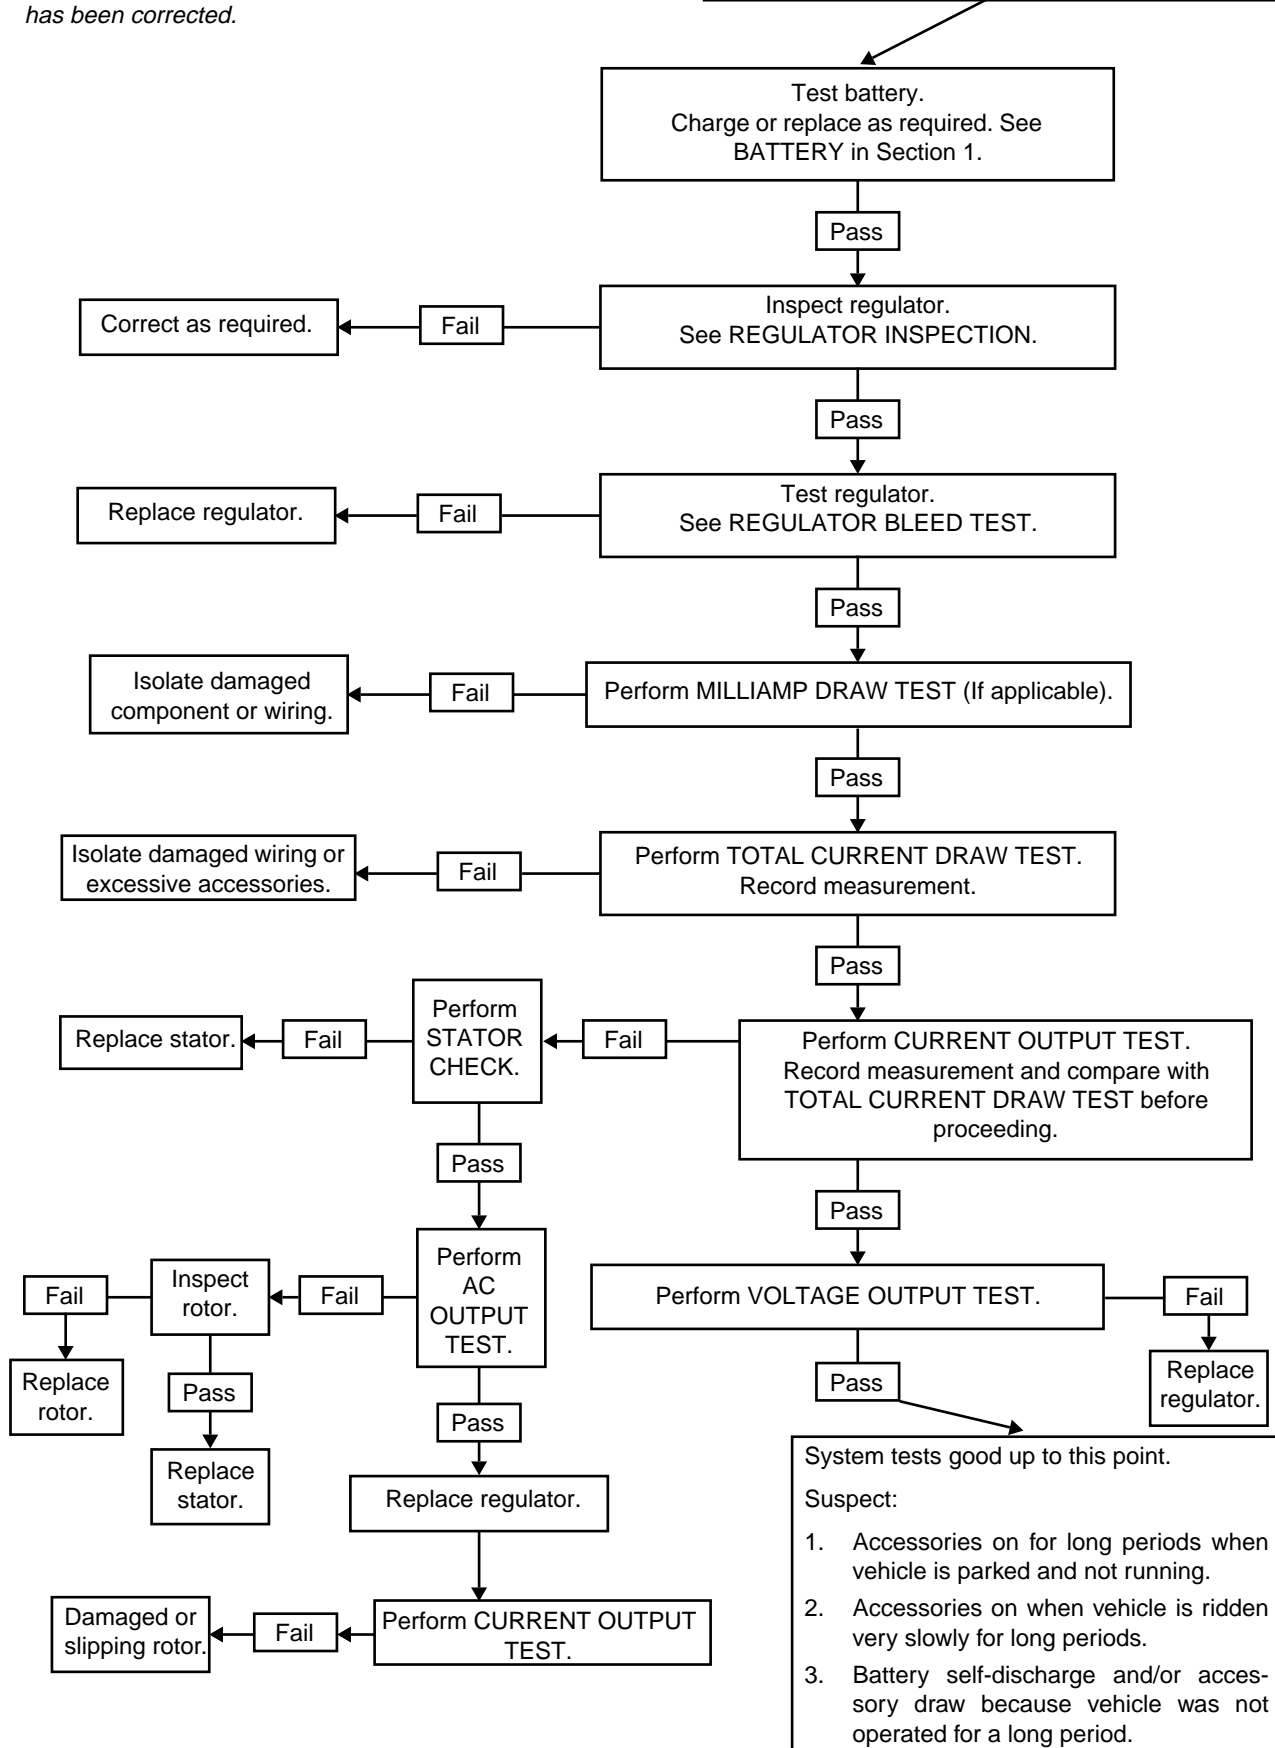 has been corrected.
Test battery.
Charge or replace as required. See
BATTERY in Section 1.
Pass
Correct as required.
Fail
Inspect regulator.
See REGULATOR INSPECTION.
Pass
Replace regulator.
Fail
Test regulator.
See REGULATOR BLEED TEST.
Pass
Isolate damaged
component or wiring.
Fail
Perform MILLIAMP DRAW TEST (If applicable).
Pass
Isolate damaged wiring or
excessive accessories.
Fail
Perform TOTAL CURRENT DRAW TEST.
Record measurement.
Pass
Replace stator.
Fail
Perform
STATOR
CHECK.
Fail
Perform CURRENT OUTPUT TEST.
Record measurement and compare with
TOTAL CURRENT DRAW TEST before
proceeding.
Pass
Pass
Fail
Inspect
rotor.
Fail
Perform
AC
OUTPUT
TEST.
Perform VOLTAGE OUTPUT TEST.
Fail
Replace
rotor.
Pass
Pass
Pass
Replace
regulator.
Replace
stator.
Replace regulator.
Damaged or
slipping rotor.
Fail
Perform CURRENT OUTPUT
TEST.
System tests good up to this point.
Suspect:
1. Accessories on for long periods when
vehicle is parked and not running.
2. Accessories on when vehicle is ridden
very slowly for long periods.
3. Battery self-discharge and/or acces-
sory draw because vehicle was not
operated for a long period.